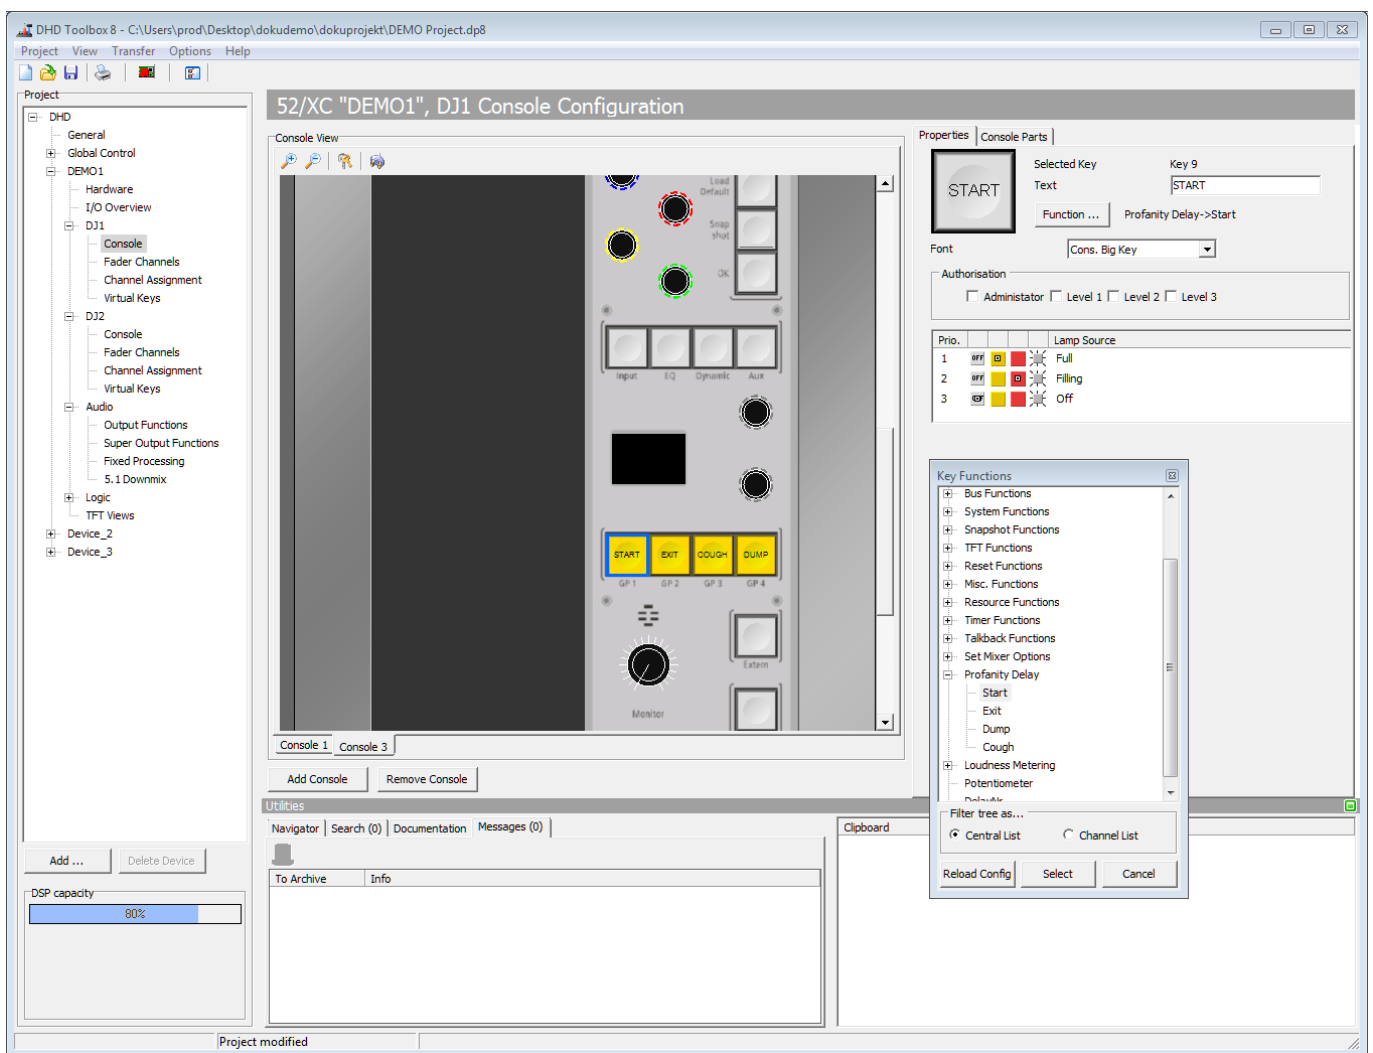 DHD Toolbox 8 - C:\Users\prod\Desktop\dokudemo\dokuprojekt\DEMO Project.dp8
Project View Transfer Options Help
Project
DHD
General
Global Control
DEMO1
Hardware
I/O Overview
DJ1
Console
Fader Channels
Channel Assignment
Virtual Keys
DJ2
Console
Fader Channels
Channel Assignment
Virtual Keys
Audio
Output Functions
Super Output Functions
Fixed Processing
5.1 Downmix
Logic
TFT Views
Device_2
Device_3
Add ...
Delete Device
DSP capacity
80%
52/XC "DEMO1", DJ1 Console Configuration
Console View
Load
Default
Snap
shot
OK
Input EQ Dynamic Aux
START EXIT COUGH DUMP
GP 1 GP 2 GP 3 GP 4
Extern
Monitor
Console 1 Console 3
Add Console
Remove Console
Properties Console Parts
START
Selected Key Key 9
Text START
Function ... Profanity Delay->Start
Font Cons. Big Key
Authorisation
Administator Level 1 Level 2 Level 3
Prio. Lamp Source
1 OFF Full
2 OFF Filling
3 Off
Key Functions
Bus Functions
System Functions
Snapshot Functions
TFT Functions
Reset Functions
Misc. Functions
Resource Functions
Timer Functions
Talkback Functions
Set Mixer Options
Profanity Delay
Start
Exit
Dump
Cough
Loudness Metering
Potentiometer
Filter tree as...
Central List Channel List
Reload Config Select Cancel
Utilities
Navigator Search (0) Documentation Messages (0)
To Archive Info
Clipboard
Project modified